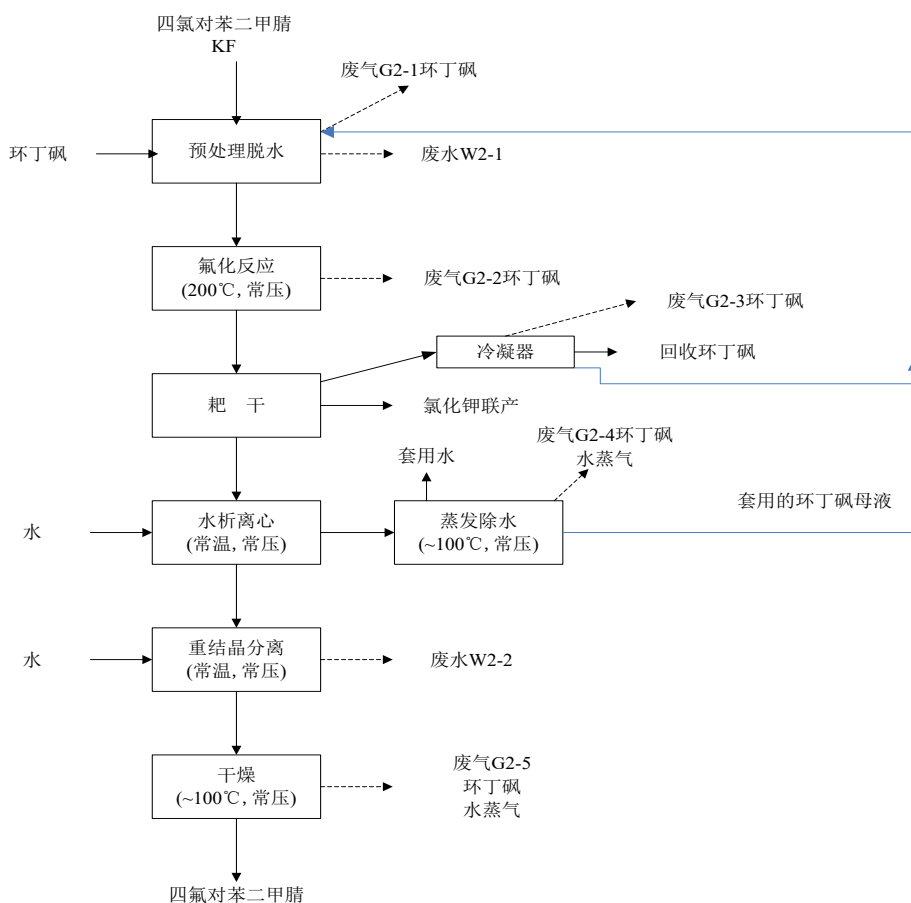 四氯对苯二甲腈
KF
废气G2-1环丁砜
环丁砜
预处理脱水
废水W2-1
氟化反应
(200℃, 常压)
废气G2-2环丁砜
废气G2-3环丁砜
冷凝器
回收环丁砜
耙 干
氯化钾联产
废气G2-4环丁砜
水蒸气
套用水
套用的环丁砜母液
水
水析离心
(常温, 常压)
蒸发除水
(~100℃, 常压)
水
重结晶分离
(常温, 常压)
废水W2-2
干燥
(~100℃, 常压)
废气G2-5
环丁砜
水蒸气
四氟对苯二甲腈